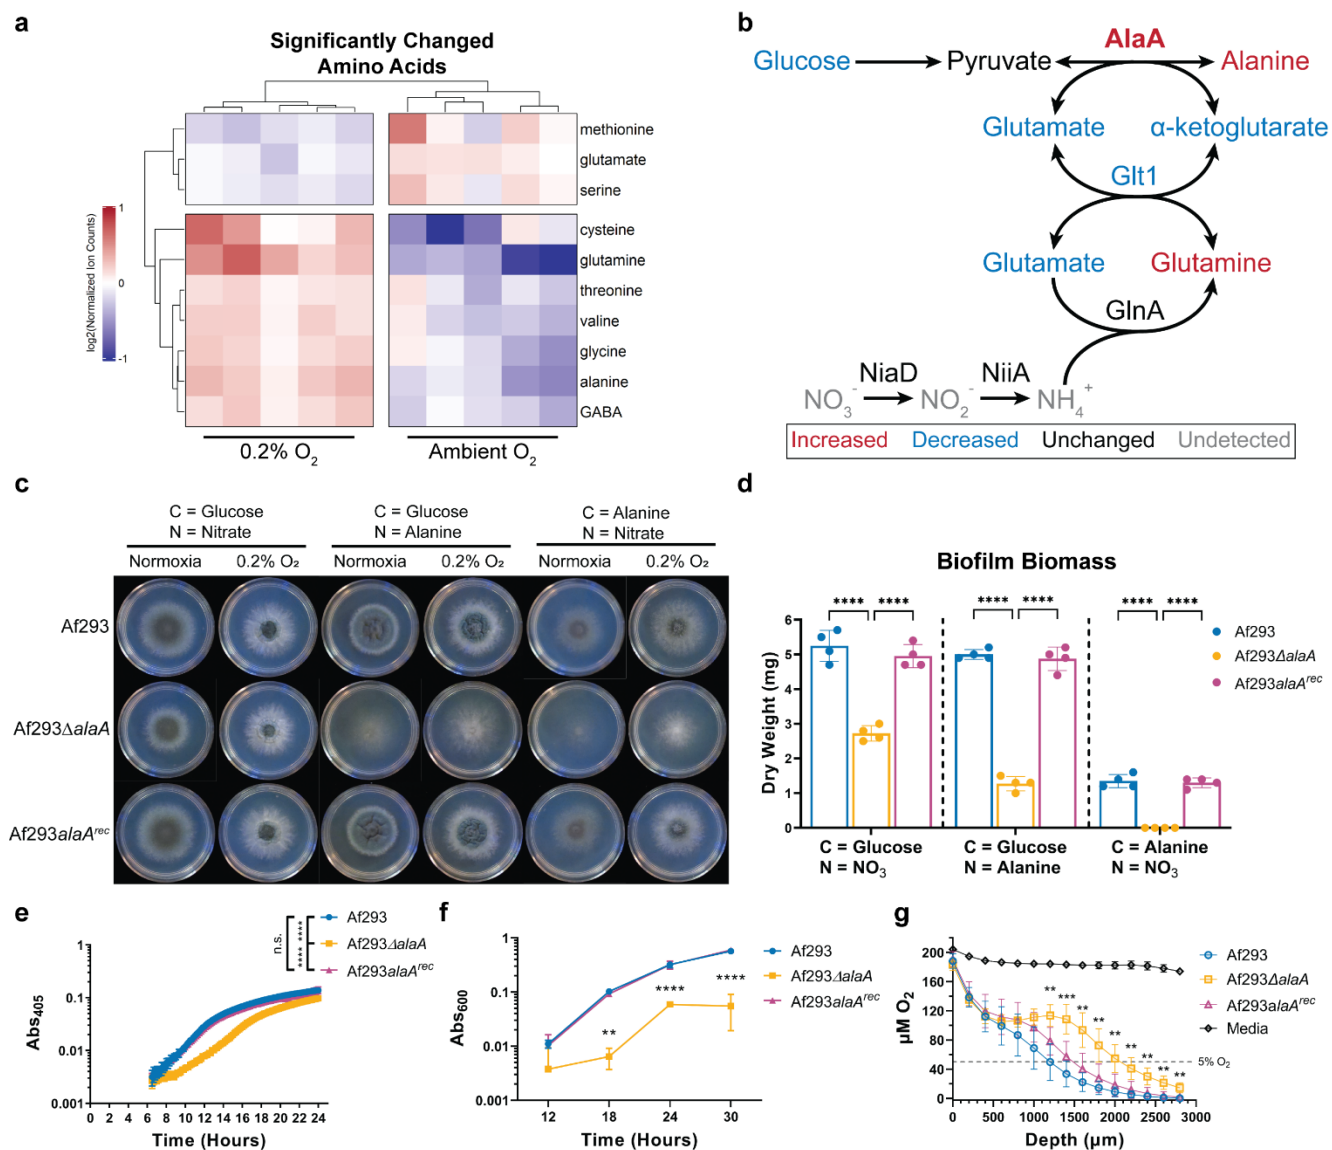 a
Significantly Changed
Amino Acids
methionine
glutamate
serine
cysteine
glutamine
threonine
valine
glycine
alanine
GABA
1
0
-1
log2(Normalized Ion Counts)
0.2% O₂
Ambient O₂
b
AlaA
Glucose
Pyruvate
Alanine
Glutamate
α-ketoglutarate
Glt1
Glutamate
Glutamine
GlnA
NiaD
NiiA
NO₃⁻
NO₂⁻
NH₄⁺
Increased
Decreased
Unchanged
Undetected
c
C = Glucose
N = Nitrate
C = Glucose
N = Alanine
C = Alanine
N = Nitrate
Normoxia
0.2% O₂
Normoxia
0.2% O₂
Normoxia
0.2% O₂
Af293
Af293ΔalaA
Af293alaAʳᵉᶜ
d
Biofilm Biomass
**** **** **** **** **** ****
Af293
Af293ΔalaA
Af293alaAʳᵉᶜ
Dry Weight (mg)
6
5
4
3
2
1
0
C = Glucose
N = NO₃
C = Glucose
N = Alanine
C = Alanine
N = NO₃
e
n.s.
****
****
Af293
Af293ΔalaA
Af293alaAʳᵉᶜ
Abs₄₀₅
1
0.1
0.01
0.001
0 2 4 6 8 10 12 14 16 18 20 22 24
Time (Hours)
f
Af293
Af293ΔalaA
Af293alaAʳᵉᶜ
Abs₆₀₀
1
0.1
0.01
0.001
**
****
****
12 18 24 30
Time (Hours)
g
Af293
Af293ΔalaA
Af293alaAʳᵉᶜ
Media
µM O₂
200
160
120
80
40
0
** *** ** ** ** ** ** ** **
5% O₂
0 500 1000 1500 2000 2500 3000
Depth (µm)